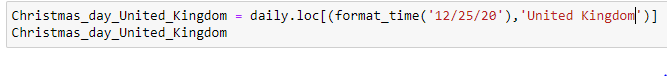 Christmas_day_United_Kingdom = daily.loc[(format_time('12/25/20'),'United Kingdom')]
Christmas_day_United_Kingdom